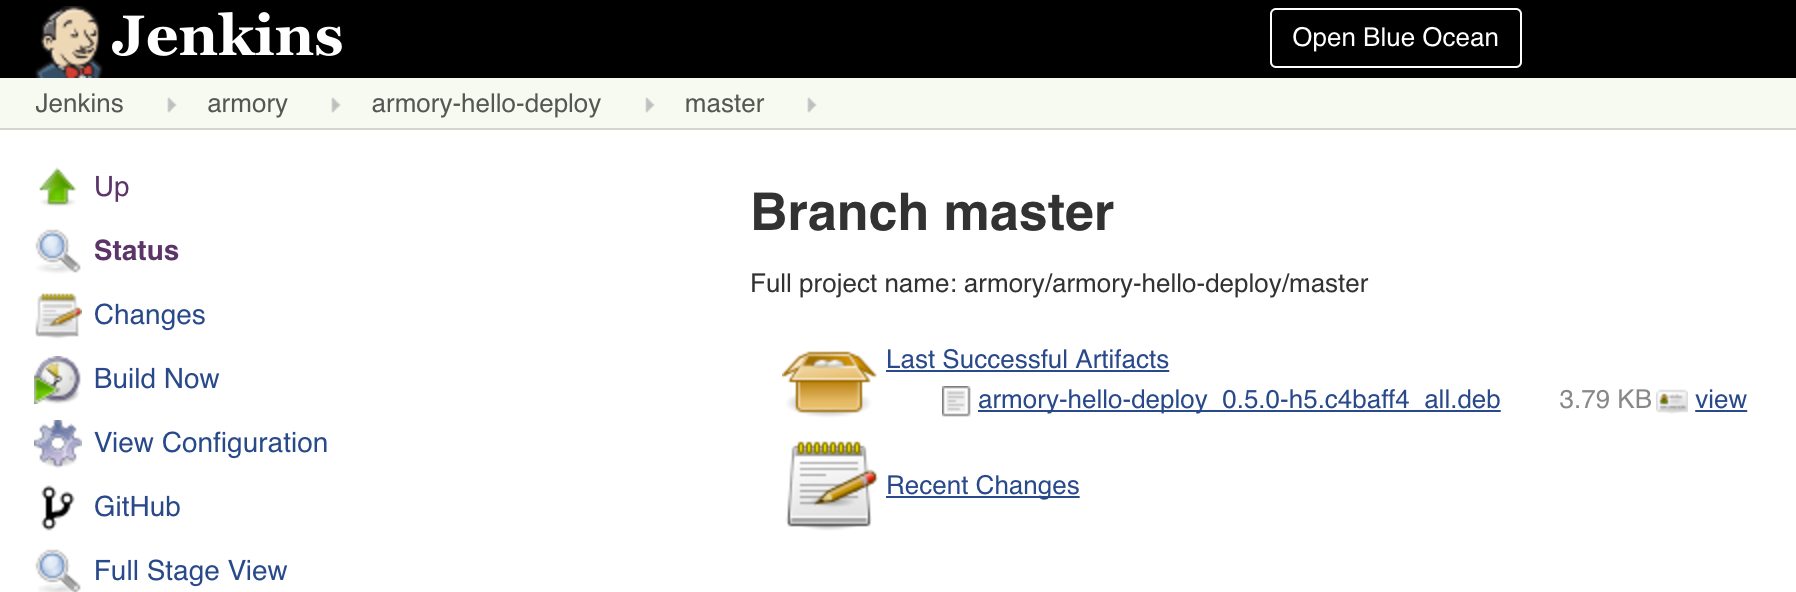 Jenkins
Open Blue Ocean
Jenkins armory armory-hello-deploy master
Up
Status
Changes
Build Now
View Configuration
GitHub
Full Stage View
Branch master
Full project name: armory/armory-hello-deploy/master
Last Successful Artifacts
armory-hello-deploy_0.5.0-h5.c4baff4_all.deb 3.79 KB view
Recent Changes